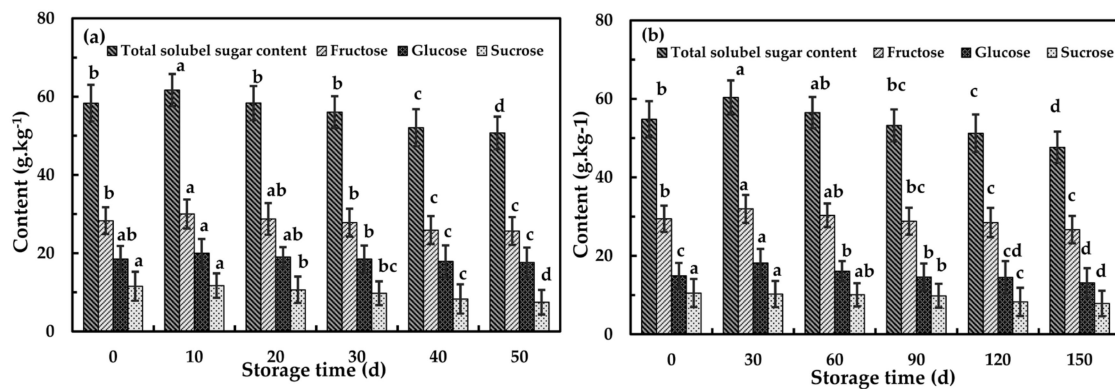 80
(a)
Total solubel sugar content Fructose Glucose Sucrose
b a b b c d
60
40
b a ab b c c
20
ab a a a ab b b bc c c c d
0
0 10 20 30 40 50
Content (g.kg-1)
Storage time (d)
80
(b)
Total solubel sugar content Fructose Glucose Sucrose
b a ab bc c d
60
40
b a ab bc c c
20
c a a a b ab b b cd c d d
0
0 30 60 90 120 150
Content (g.kg-1)
Storage time (d)